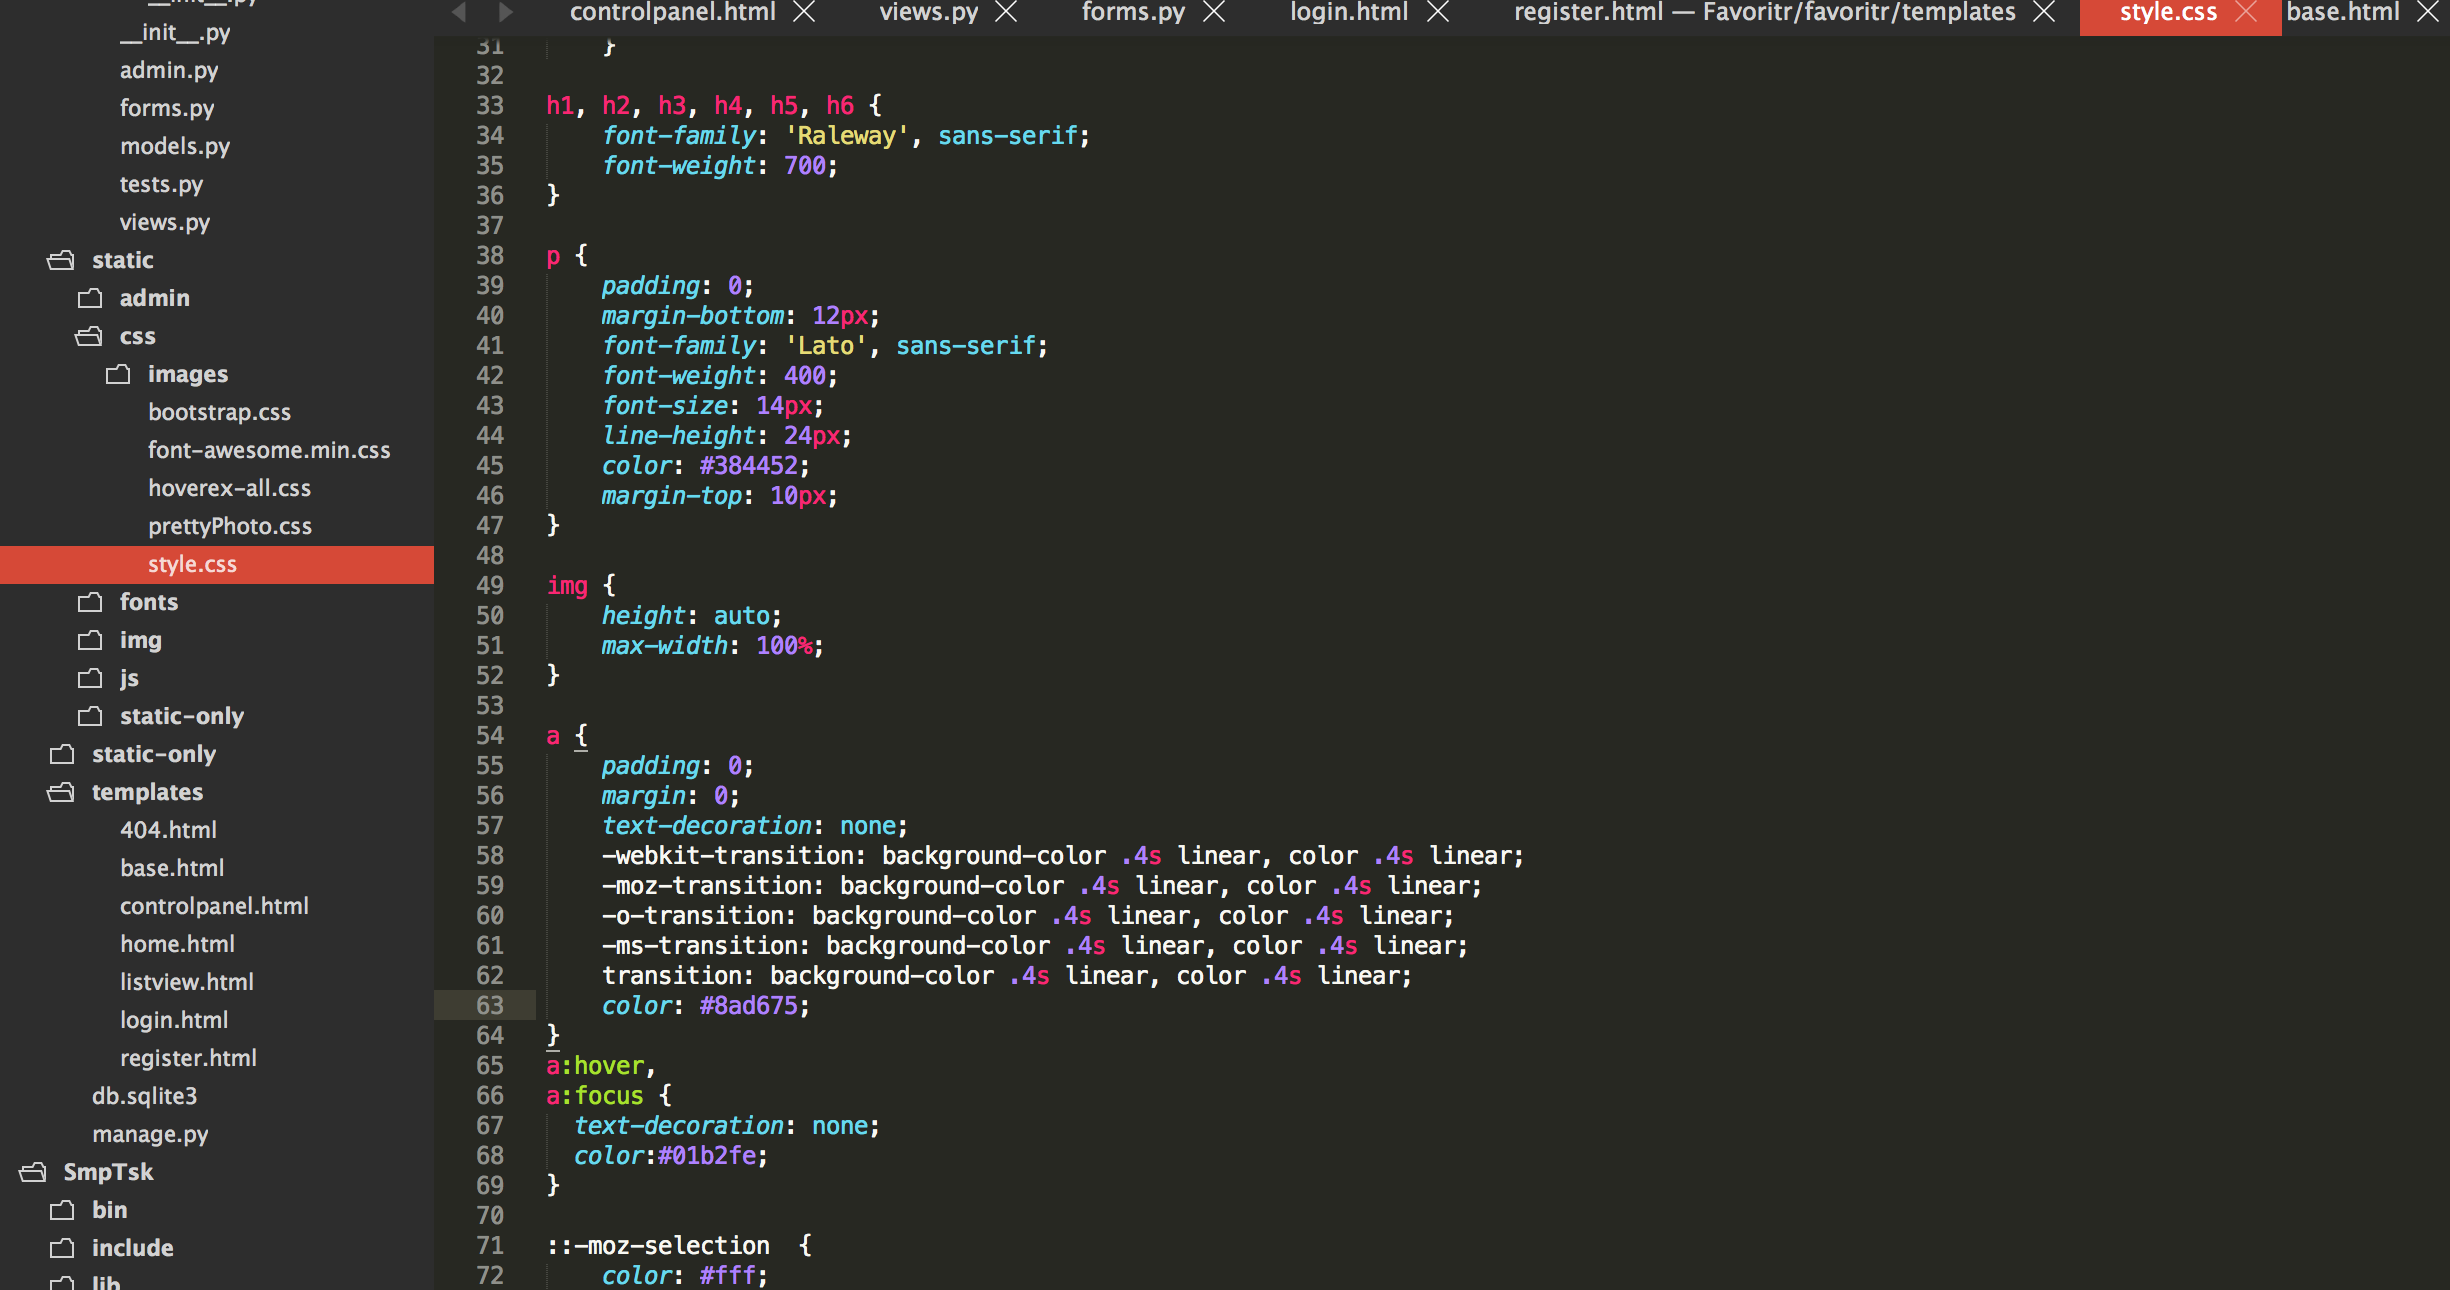 controlpanel.html views.py forms.py login.html register.html — Favoritr/favoritr/templates style.css base.html
__init__.py
__init__.py
admin.py
forms.py
models.py
tests.py
views.py
static
admin
css
images
bootstrap.css
font-awesome.min.css
hoverex-all.css
prettyPhoto.css
style.css
fonts
img
js
static-only
static-only
templates
404.html
base.html
controlpanel.html
home.html
listview.html
login.html
register.html
db.sqlite3
manage.py
SmpTsk
bin
include
lib
31 }
32
33 h1, h2, h3, h4, h5, h6 {
34 font-family: 'Raleway', sans-serif;
35 font-weight: 700;
36 }
37
38 p {
39 padding: 0;
40 margin-bottom: 12px;
41 font-family: 'Lato', sans-serif;
42 font-weight: 400;
43 font-size: 14px;
44 line-height: 24px;
45 color: #384452;
46 margin-top: 10px;
47 }
48
49 img {
50 height: auto;
51 max-width: 100%;
52 }
53
54 a {
55 padding: 0;
56 margin: 0;
57 text-decoration: none;
58 -webkit-transition: background-color .4s linear, color .4s linear;
59 -moz-transition: background-color .4s linear, color .4s linear;
60 -o-transition: background-color .4s linear, color .4s linear;
61 -ms-transition: background-color .4s linear, color .4s linear;
62 transition: background-color .4s linear, color .4s linear;
63 color: #8ad675;
64 }
65 a:hover,
66 a:focus {
67 text-decoration: none;
68 color:#01b2fe;
69 }
70
71 ::-moz-selection {
72 color: #fff;